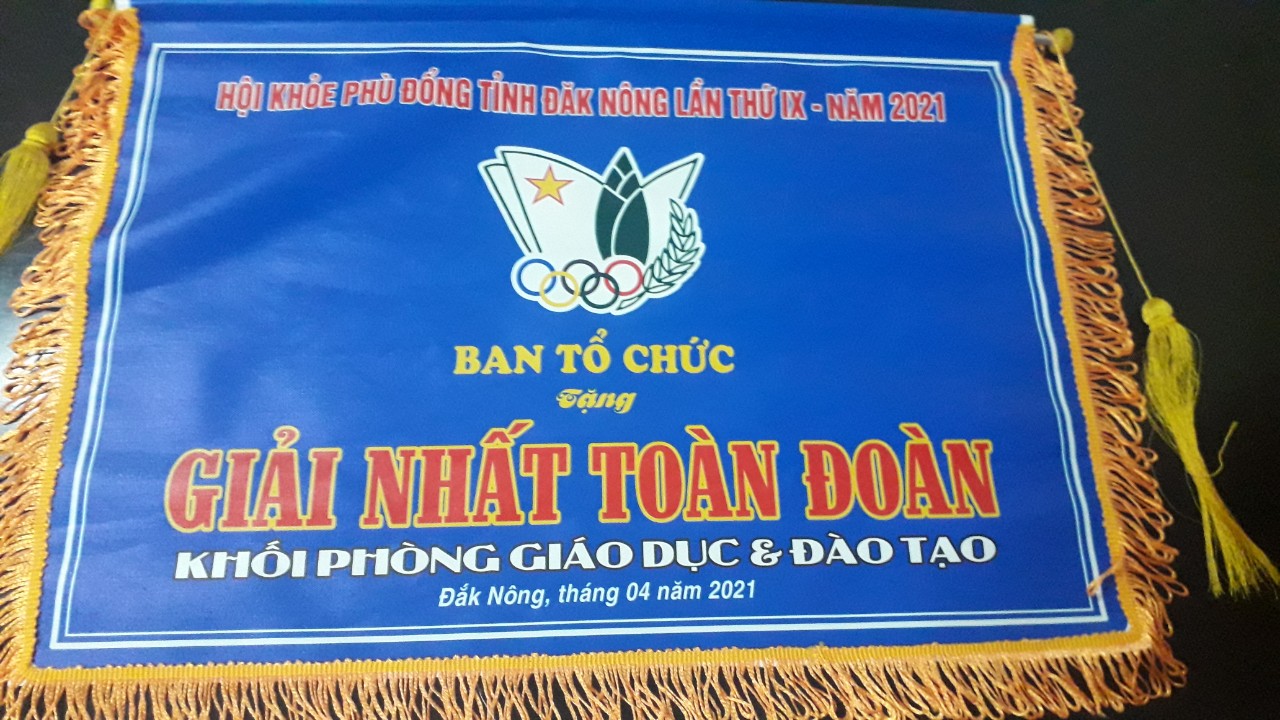 HỘI KHỎE PHÙ ĐỔNG TỈNH ĐĂK NÔNG LẦN THỨ IX - NĂM 2021
BAN TỔ CHỨC
Tặng
GIẢI NHẤT TOÀN ĐOÀN
KHỐI PHÒNG GIÁO DỤC & ĐÀO TẠO
Đắk Nông, tháng 04 năm 2021